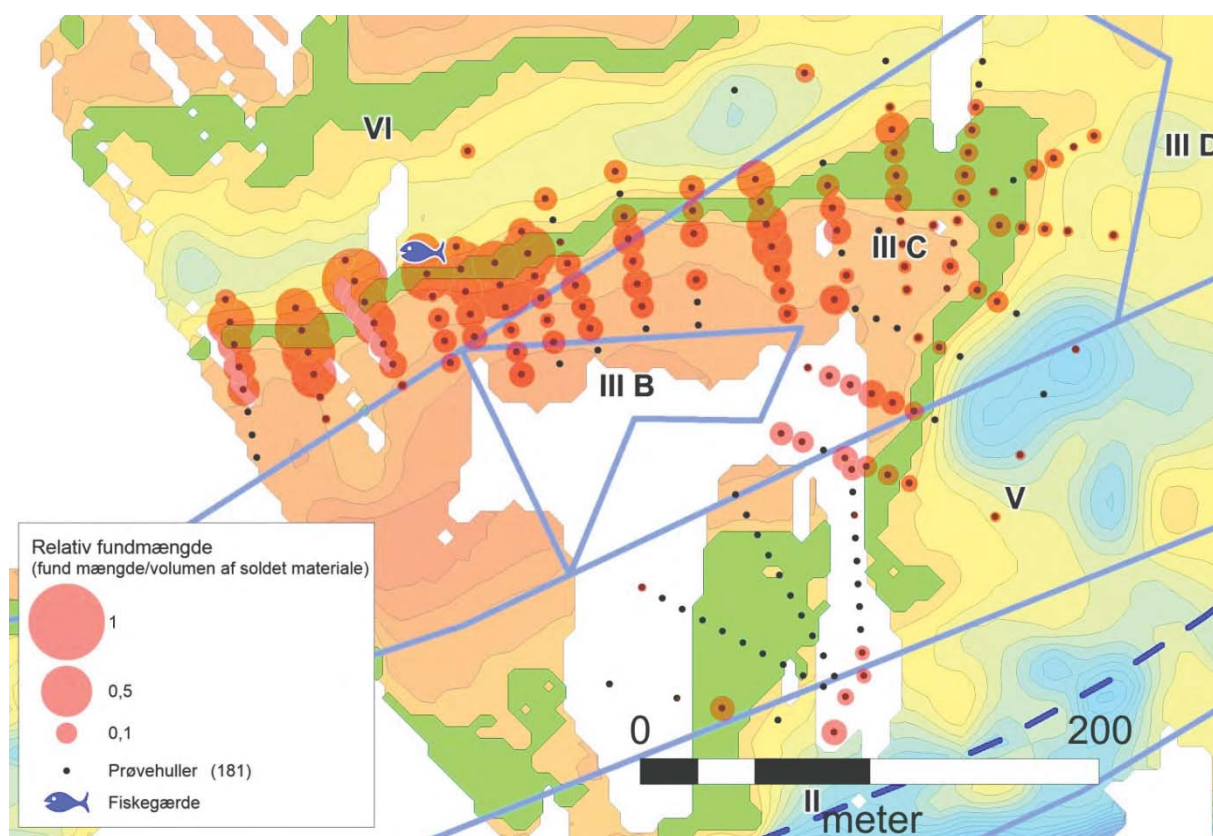 VI
III D
III C
III B
V
Relativ fundmængde
(fund mængde/volumen af soldet materiale)
1
0,5
0,1
Prøvehuller (181)
Fiskegærde
0
200
II
meter